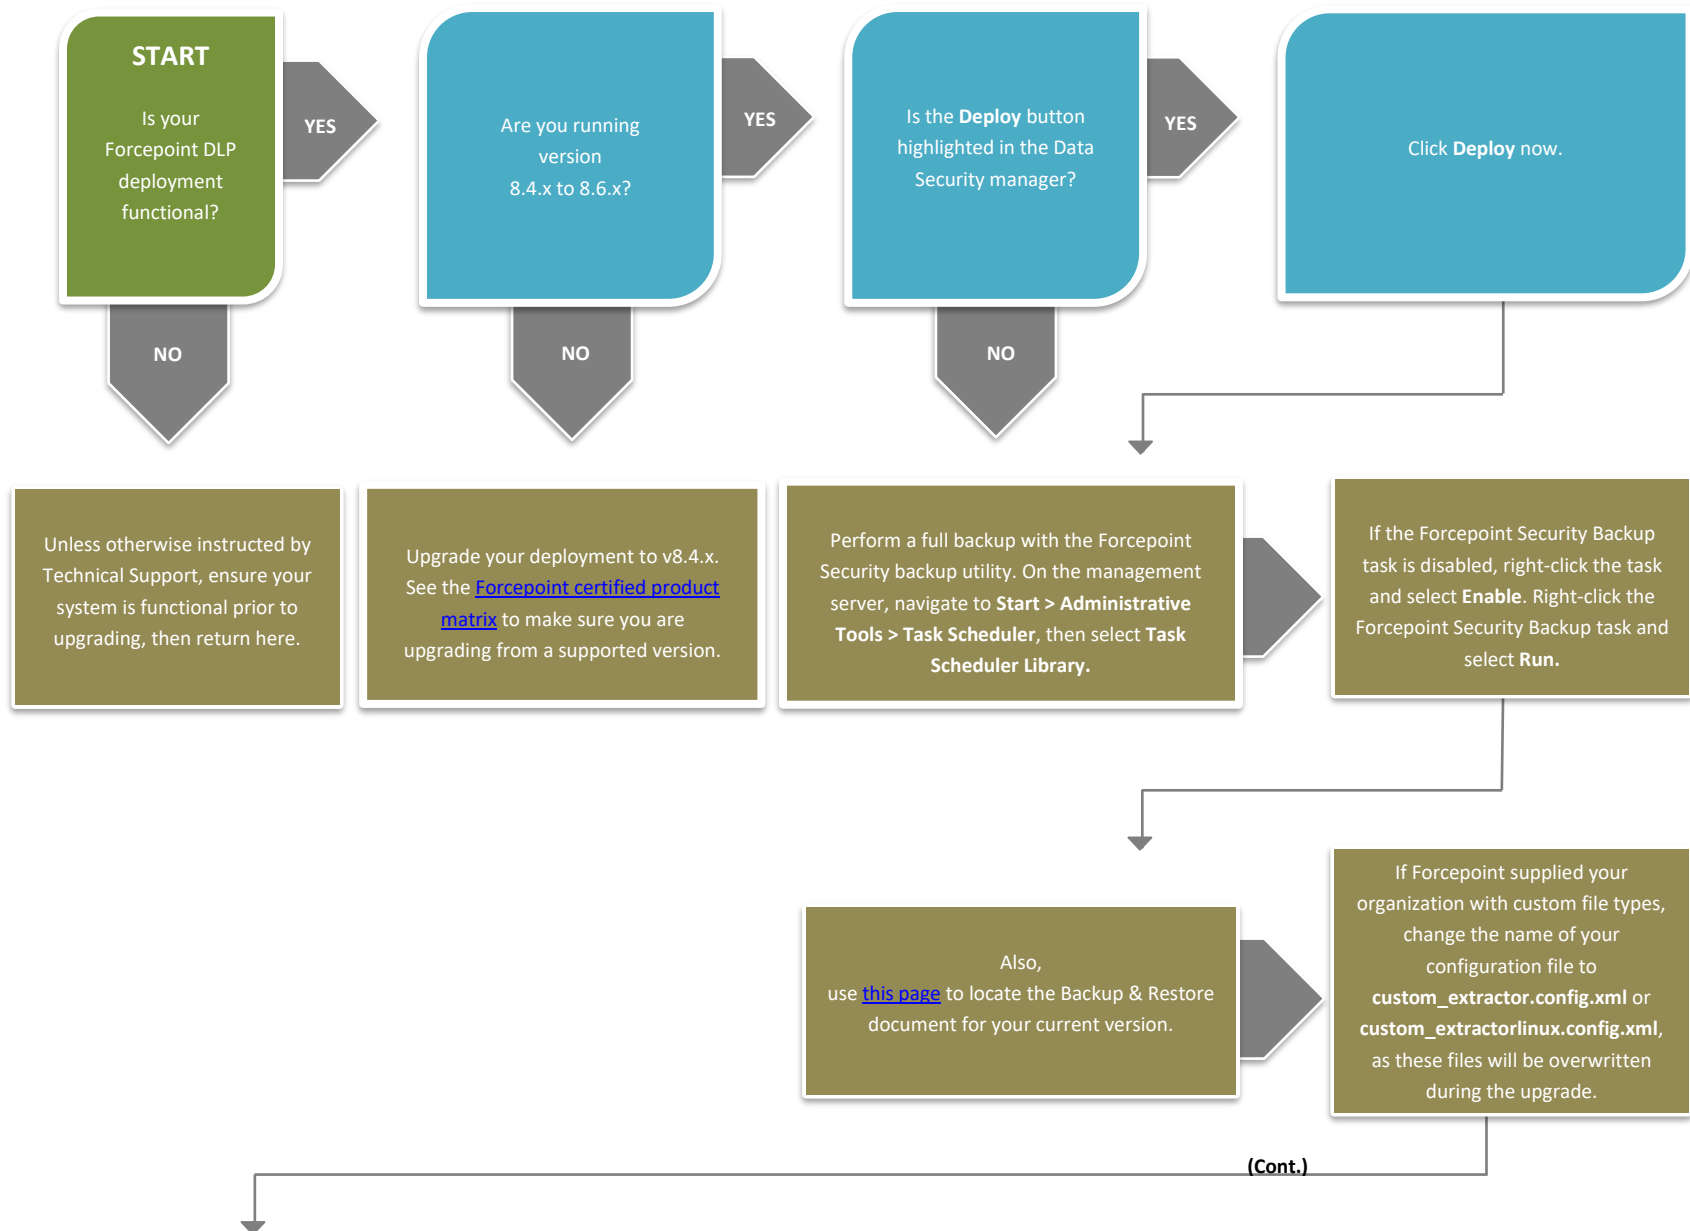 START
Is your
Forcepoint DLP
deployment
functional?
YES
NO
Are you running
version
8.4.x to 8.6.x?
YES
NO
Is the Deploy button
highlighted in the Data
Security manager?
YES
NO
Click Deploy now.
Unless otherwise instructed by
Technical Support, ensure your
system is functional prior to
upgrading, then return here.
Upgrade your deployment to v8.4.x.
See the Forcepoint certified product
matrix to make sure you are
upgrading from a supported version.
Perform a full backup with the Forcepoint
Security backup utility. On the management
server, navigate to Start > Administrative
Tools > Task Scheduler, then select Task
Scheduler Library.
If the Forcepoint Security Backup
task is disabled, right-click the task
and select Enable. Right-click the
Forcepoint Security Backup task and
select Run.
Also,
use this page to locate the Backup & Restore
document for your current version.
If Forcepoint supplied your
organization with custom file types,
change the name of your
configuration file to
custom_extractor.config.xml or
custom_extractorlinux.config.xml,
as these files will be overwritten
during the upgrade.
(Cont.)